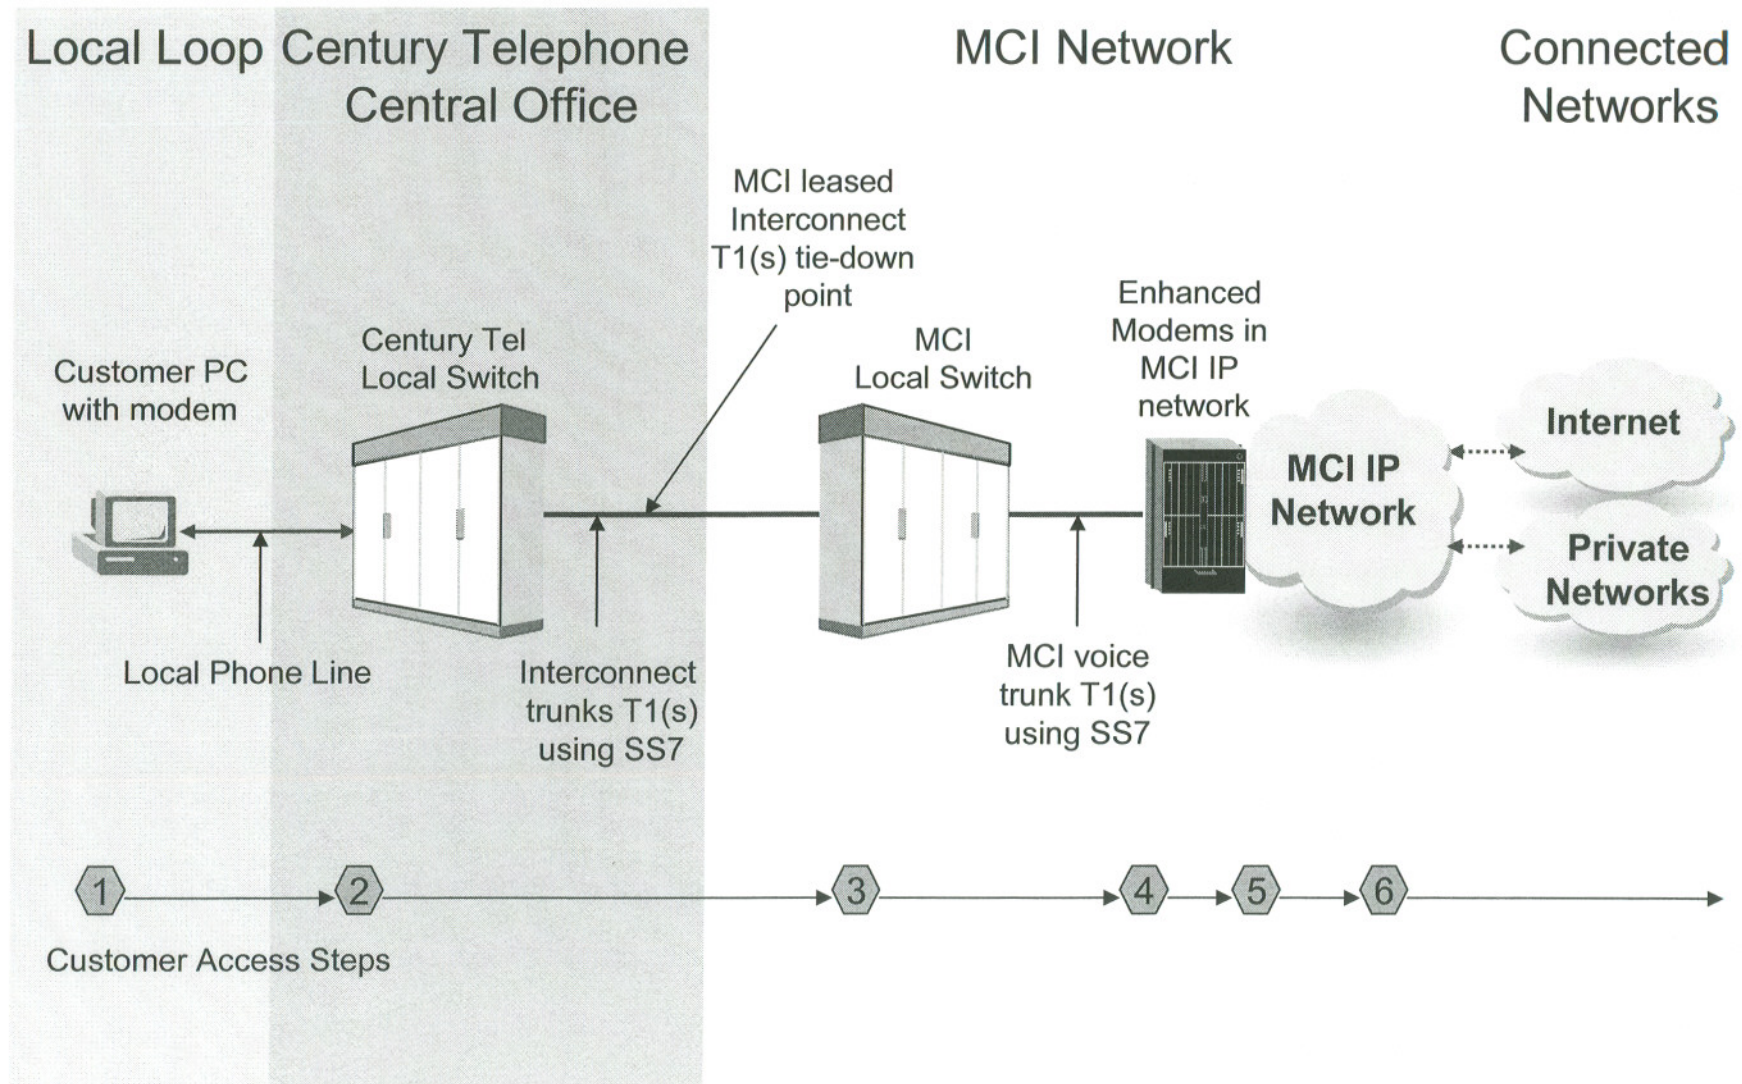 Local Loop
Century Telephone
Central Office
MCI Network
Connected
Networks
MCI leased
Interconnect
T1(s) tie-down
point
Enhanced
Modems in
MCI IP
network
Century Tel
Local Switch
MCI
Local Switch
Customer PC
with modem
Internet
MCI IP
Network
Private
Networks
Local Phone Line
Interconnect
trunks T1(s)
using SS7
MCI voice
trunk T1(s)
using SS7
1
2
3
4
5
6
Customer Access Steps